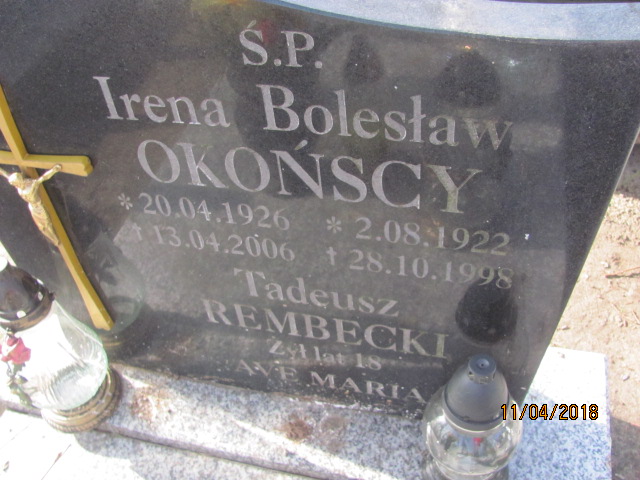 Ś.P.
Irena Bolesław
OKOŃSCY
* 20.04.1926 * 2.08.1922
† 13.04.2006 † 28.10.1998
Tadeusz
REMBECKI
Żył lat 18
AVE MARIA
11/04/2018